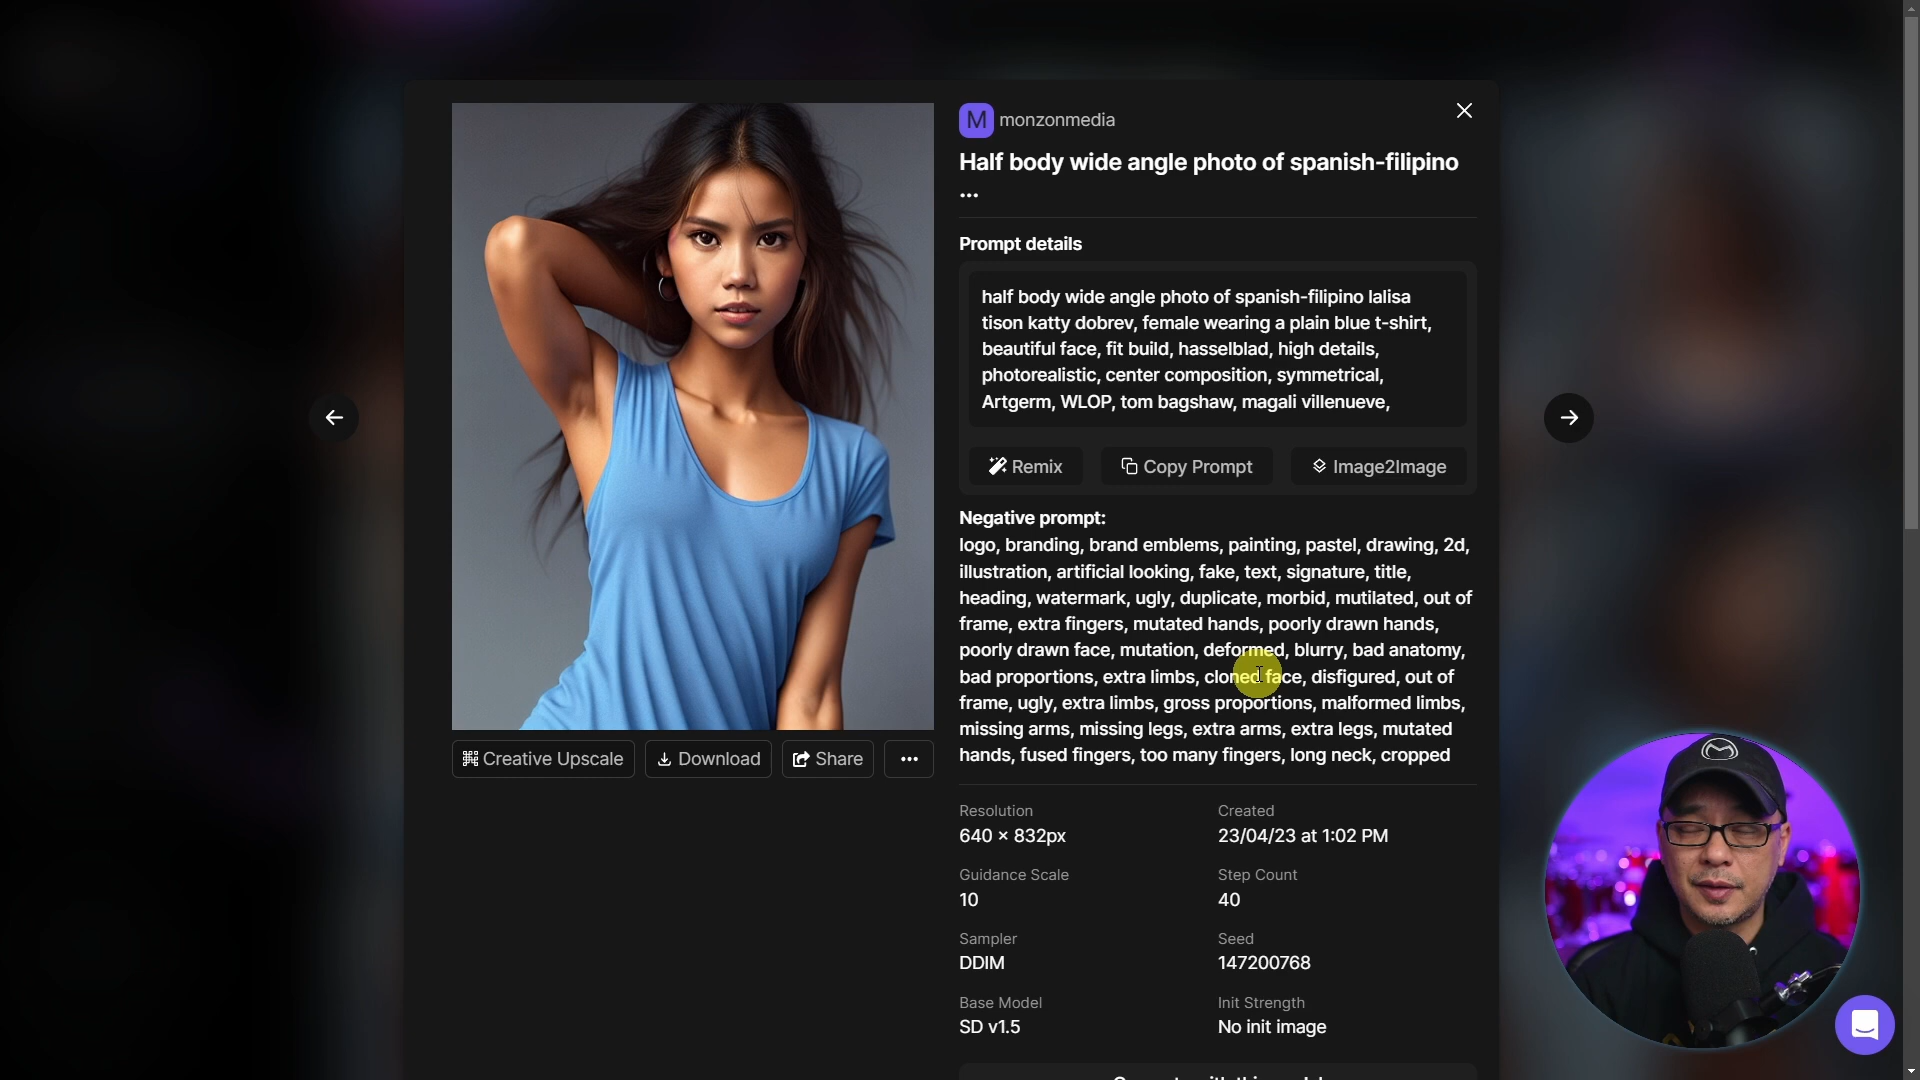 M monzonmedia
Half body wide angle photo of spanish-filipino
...
Prompt details
half body wide angle photo of spanish-filipino lalisa
tison katty dobrev, female wearing a plain blue t-shirt,
beautiful face, fit build, hasselblad, high details,
photorealistic, center composition, symmetrical,
Artgerm, WLOP, tom bagshaw, magali villenueve,
Remix Copy Prompt Image2Image
Negative prompt:
logo, branding, brand emblems, painting, pastel, drawing, 2d,
illustration, artificial looking, fake, text, signature, title,
heading, watermark, ugly, duplicate, morbid, mutilated, out of
frame, extra fingers, mutated hands, poorly drawn hands,
poorly drawn face, mutation, deformed, blurry, bad anatomy,
bad proportions, extra limbs, cloned face, disfigured, out of
frame, ugly, extra limbs, gross proportions, malformed limbs,
missing arms, missing legs, extra arms, extra legs, mutated
hands, fused fingers, too many fingers, long neck, cropped
Creative Upscale Download Share ...
Resolution Created
640 × 832px 23/04/23 at 1:02 PM
Guidance Scale Step Count
10 40
Sampler Seed
DDIM 147200768
Base Model Init Strength
SD v1.5 No init image